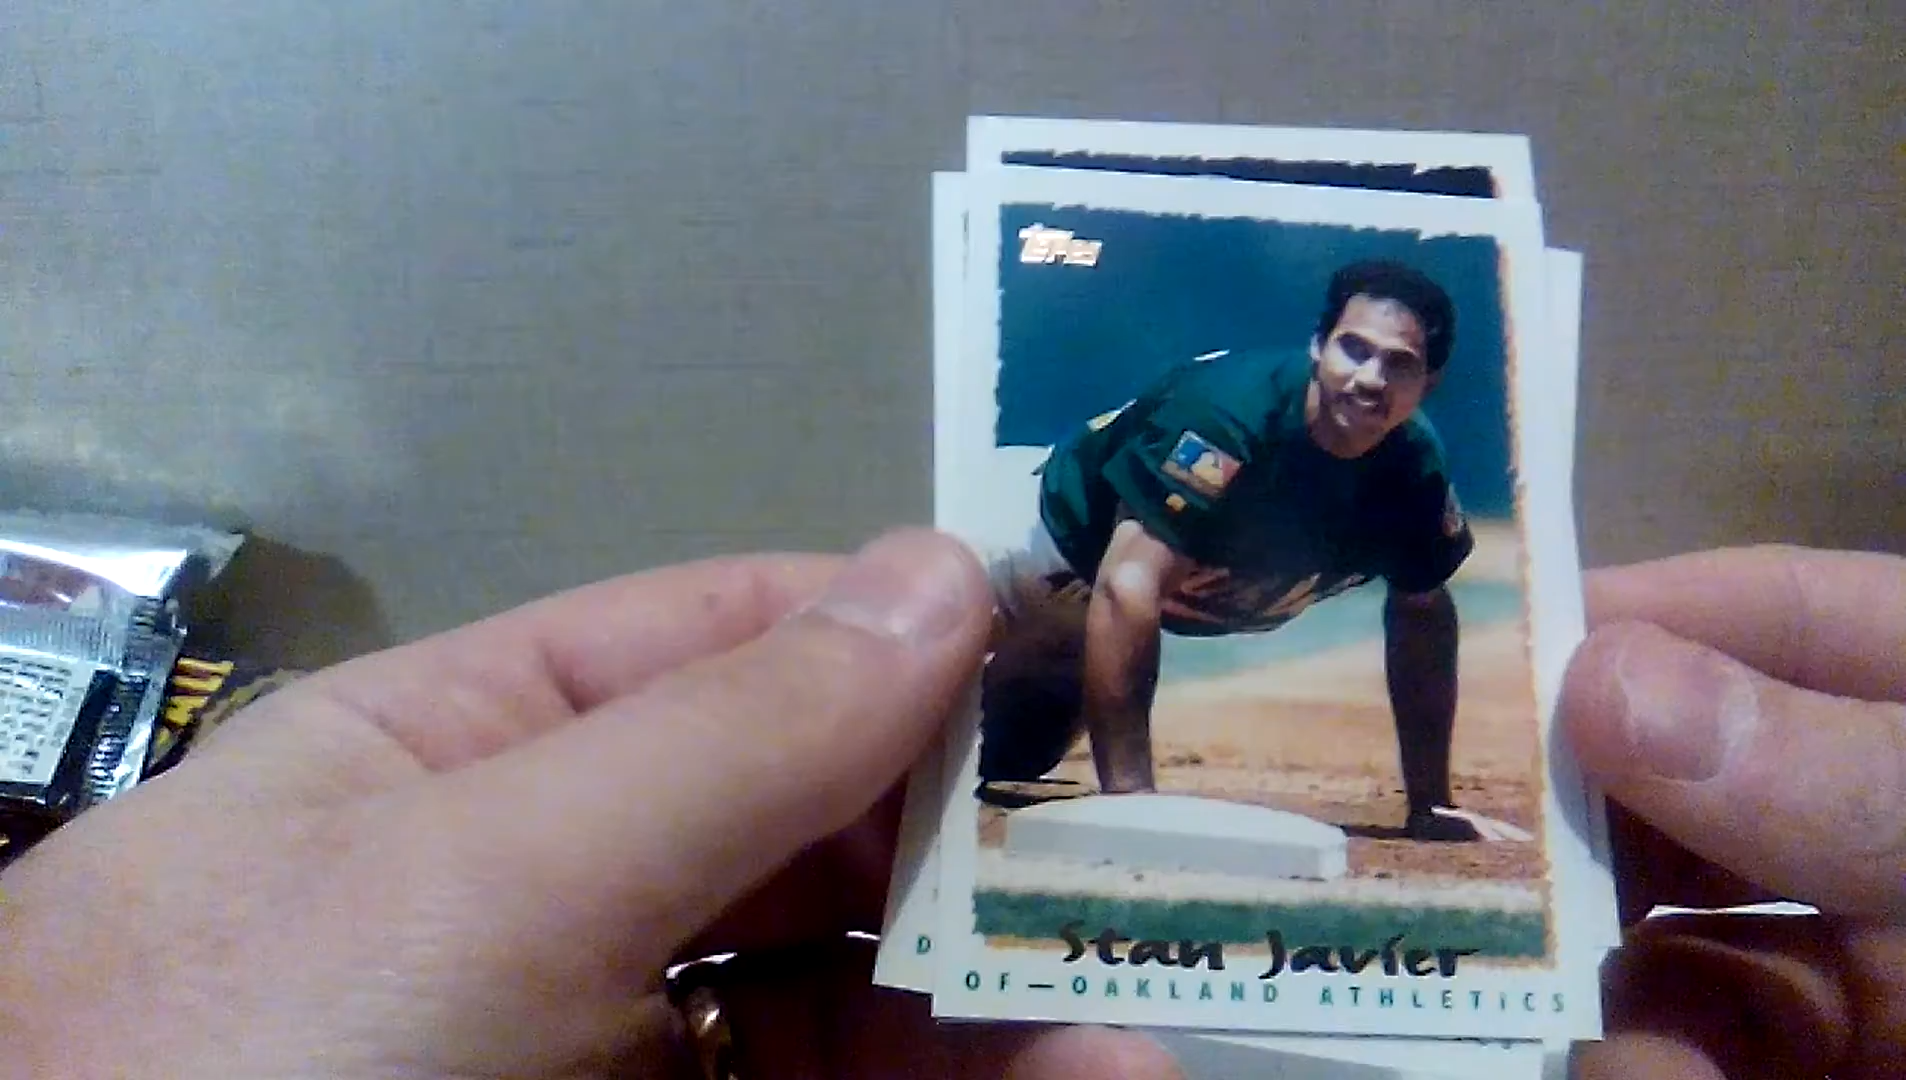 Topps
Stan Javier
D
OF — OAKLAND ATHLETICS